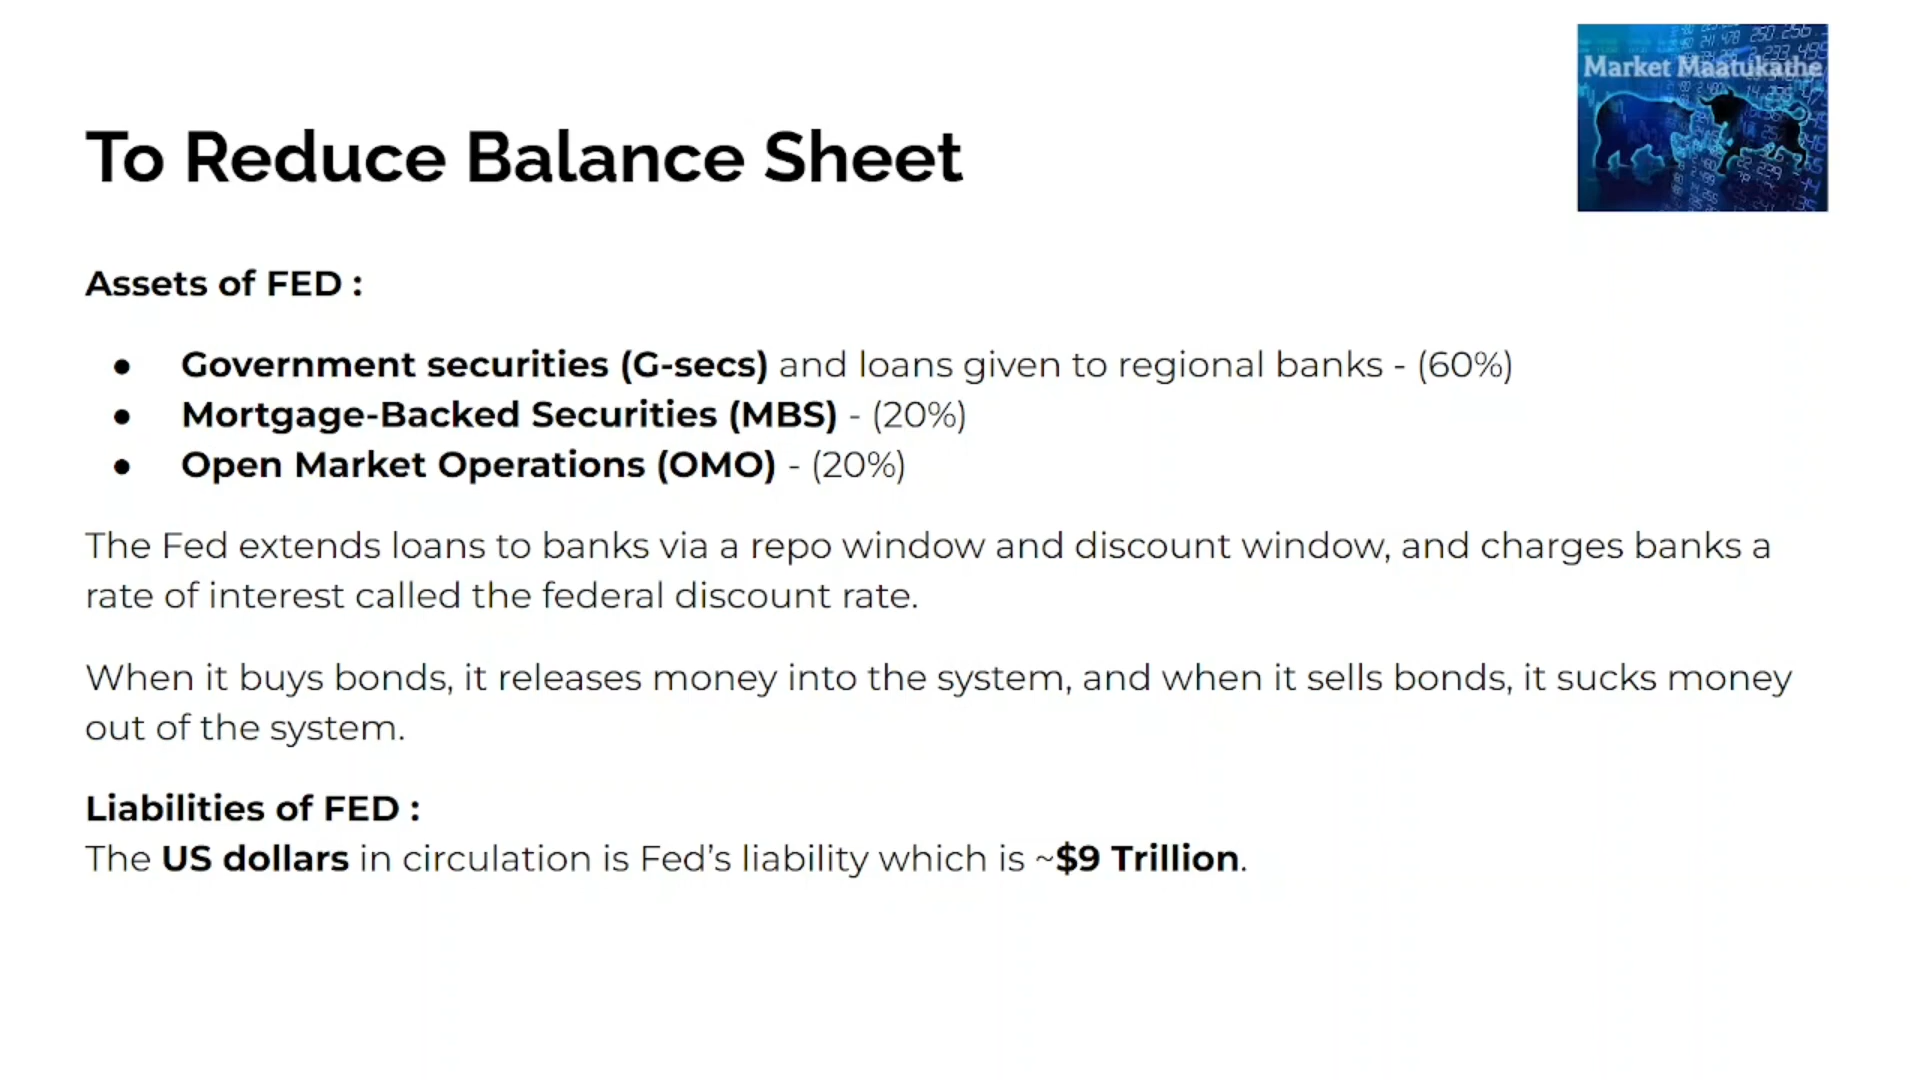 Market Maatukathe
To Reduce Balance Sheet
Assets of FED :
● Government securities (G-secs) and loans given to regional banks - (60%)
● Mortgage-Backed Securities (MBS) - (20%)
● Open Market Operations (OMO) - (20%)
The Fed extends loans to banks via a repo window and discount window, and charges banks a
rate of interest called the federal discount rate.
When it buys bonds, it releases money into the system, and when it sells bonds, it sucks money
out of the system.
Liabilities of FED :
The US dollars in circulation is Fed’s liability which is ~$9 Trillion.